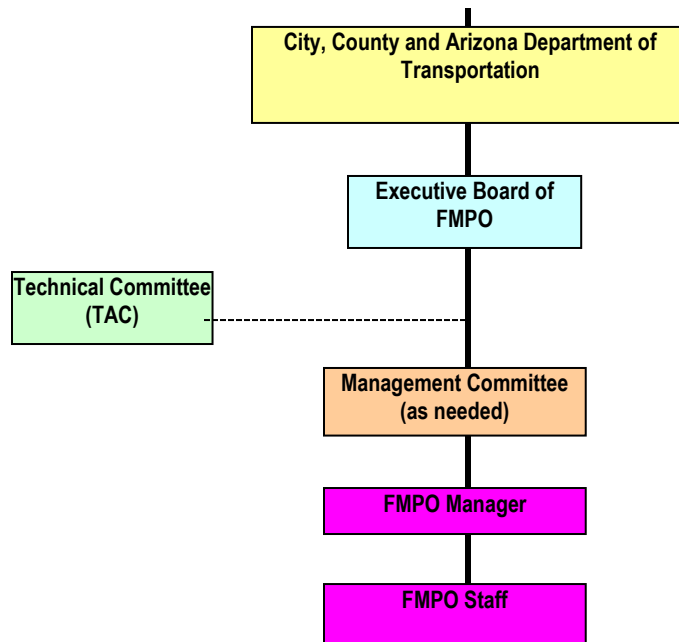 City, County and Arizona Department of
Transportation
Executive Board of
FMPO
Technical Committee
(TAC)
Management Committee
(as needed)
FMPO Manager
FMPO Staff